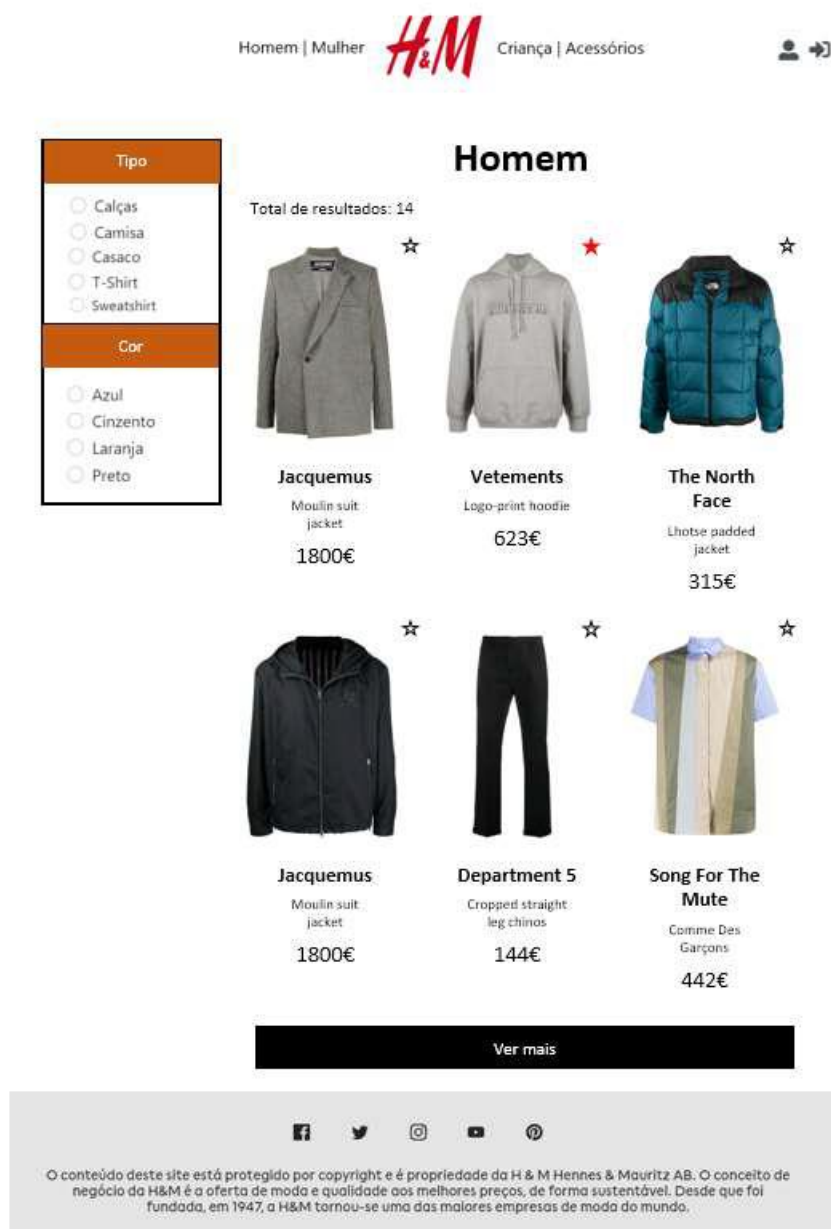 Homem | Mulher
H&M
Criança | Acessórios
Tipo
Calças
Camisa
Casaco
T-Shirt
Sweatshirt
Cor
Azul
Cinzento
Laranja
Preto
Homem
Total de resultados: 14
Jacquemus
Moulin suit
jacket
1800€
Vetements
Logo-print hoodie
623€
The North
Face
Lhotse padded
jacket
315€
Jacquemus
Moulin suit
jacket
1800€
Department 5
Cropped straight
leg chinos
144€
Song For The
Mute
Comme Des
Garçons
442€
Ver mais
O conteúdo deste site está protegido por copyright e é propriedade da H & M Hennes & Mauritz AB. O conceito de
negócio da H&M é a oferta de moda e qualidade aos melhores preços, de forma sustentável. Desde que foi
fundada, em 1947, a H&M tornou-se uma das maiores empresas de moda do mundo.